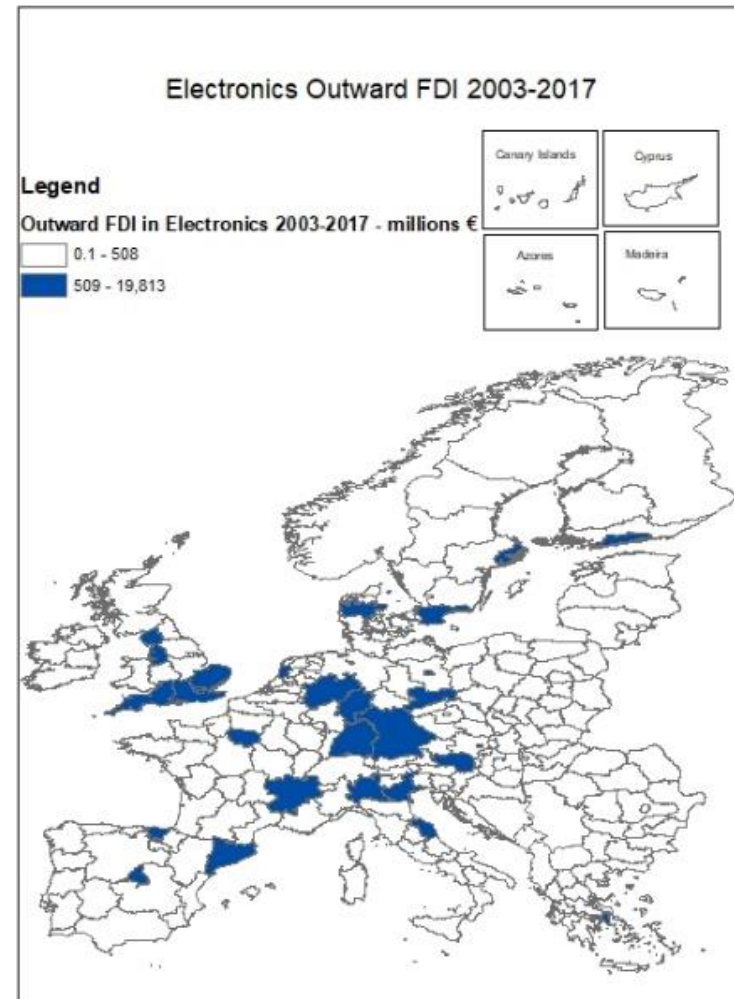 Electronics Outward FDI 2003-2017
Canary Islands
Cyprus
Legend
Outward FDI in Electronics 2003-2017 - millions €
0.1 - 508
509 - 19,813
Azores
Madeira